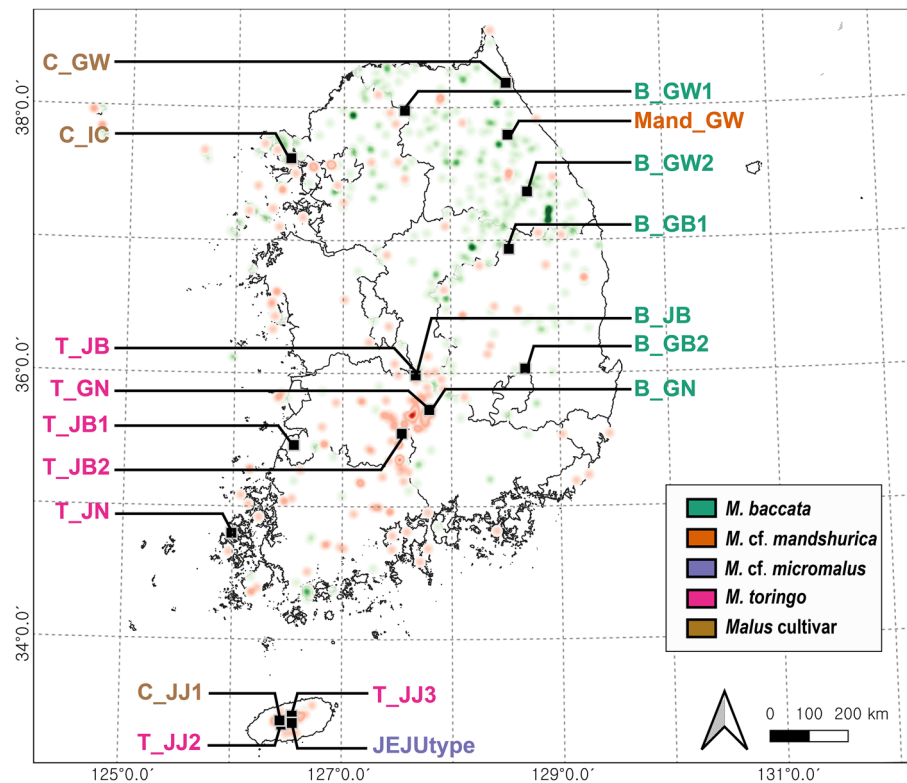 C_GW
B_GW1
38°0.0′
Mand_GW
C_IC
B_GW2
B_GB1
B_JB
T_JB
B_GB2
36°0.0′
T_GN
B_GN
T_JB1
T_JB2
T_JN
M. baccata
M. cf. mandshurica
M. cf. micromalus
M. toringo
Malus cultivar
34°0.0′
C_JJ1
T_JJ3
0 100 200 km
T_JJ2
JEJUtype
125°0.0′ 127°0.0′ 129°0.0′ 131°0.0′